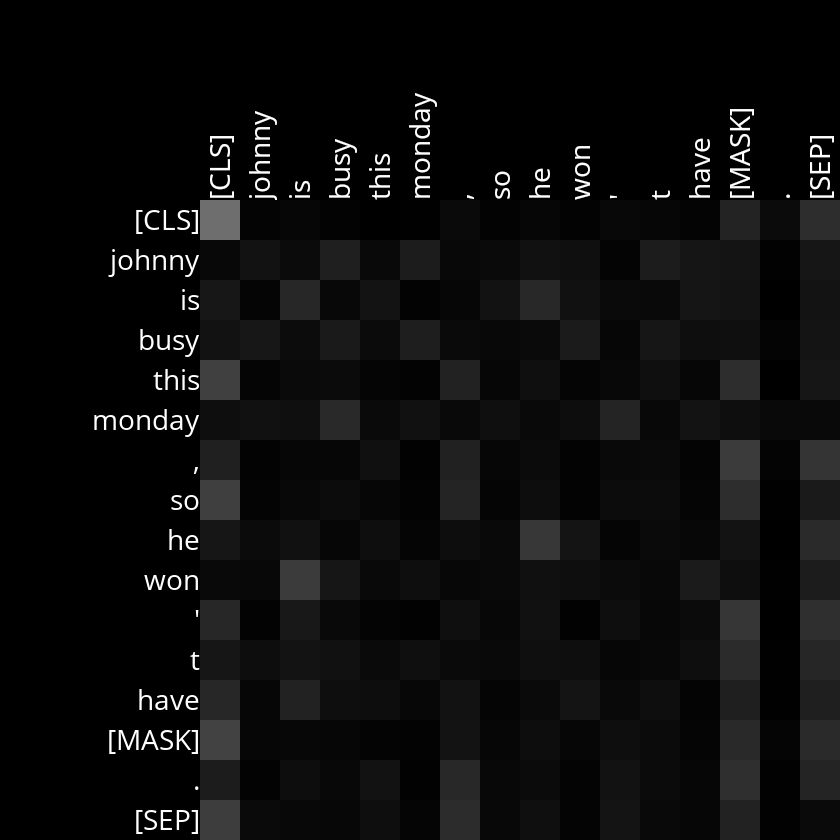 [CLS] johnny is busy this monday , so he won ' t have [MASK] . [SEP]
[CLS]
johnny
is
busy
this
monday
,
so
he
won
'
t
have
[MASK]
.
[SEP]